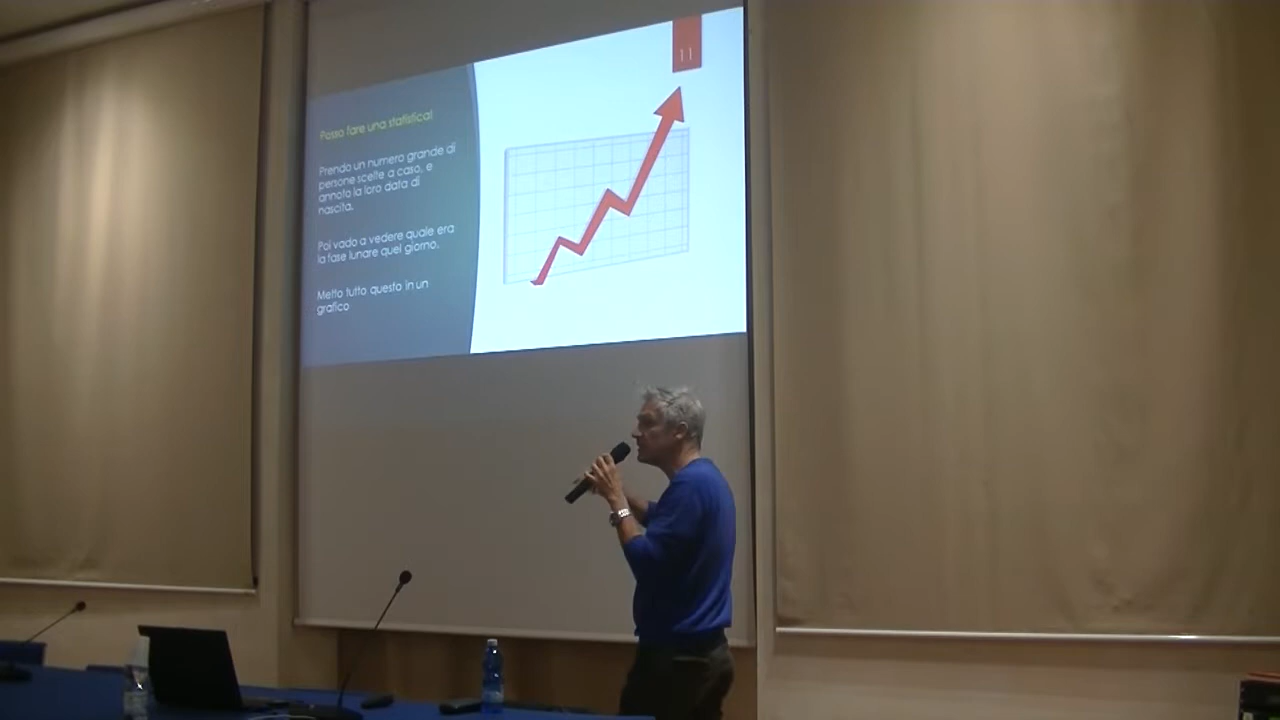 11
Posso fare una statistica!
Prendo un numero grande di
persone scelte a caso, e
annoto la loro data di
nascita.
Poi vado a vedere quale era
la fase lunare quel giorno.
Metto tutto questo in un
grafico